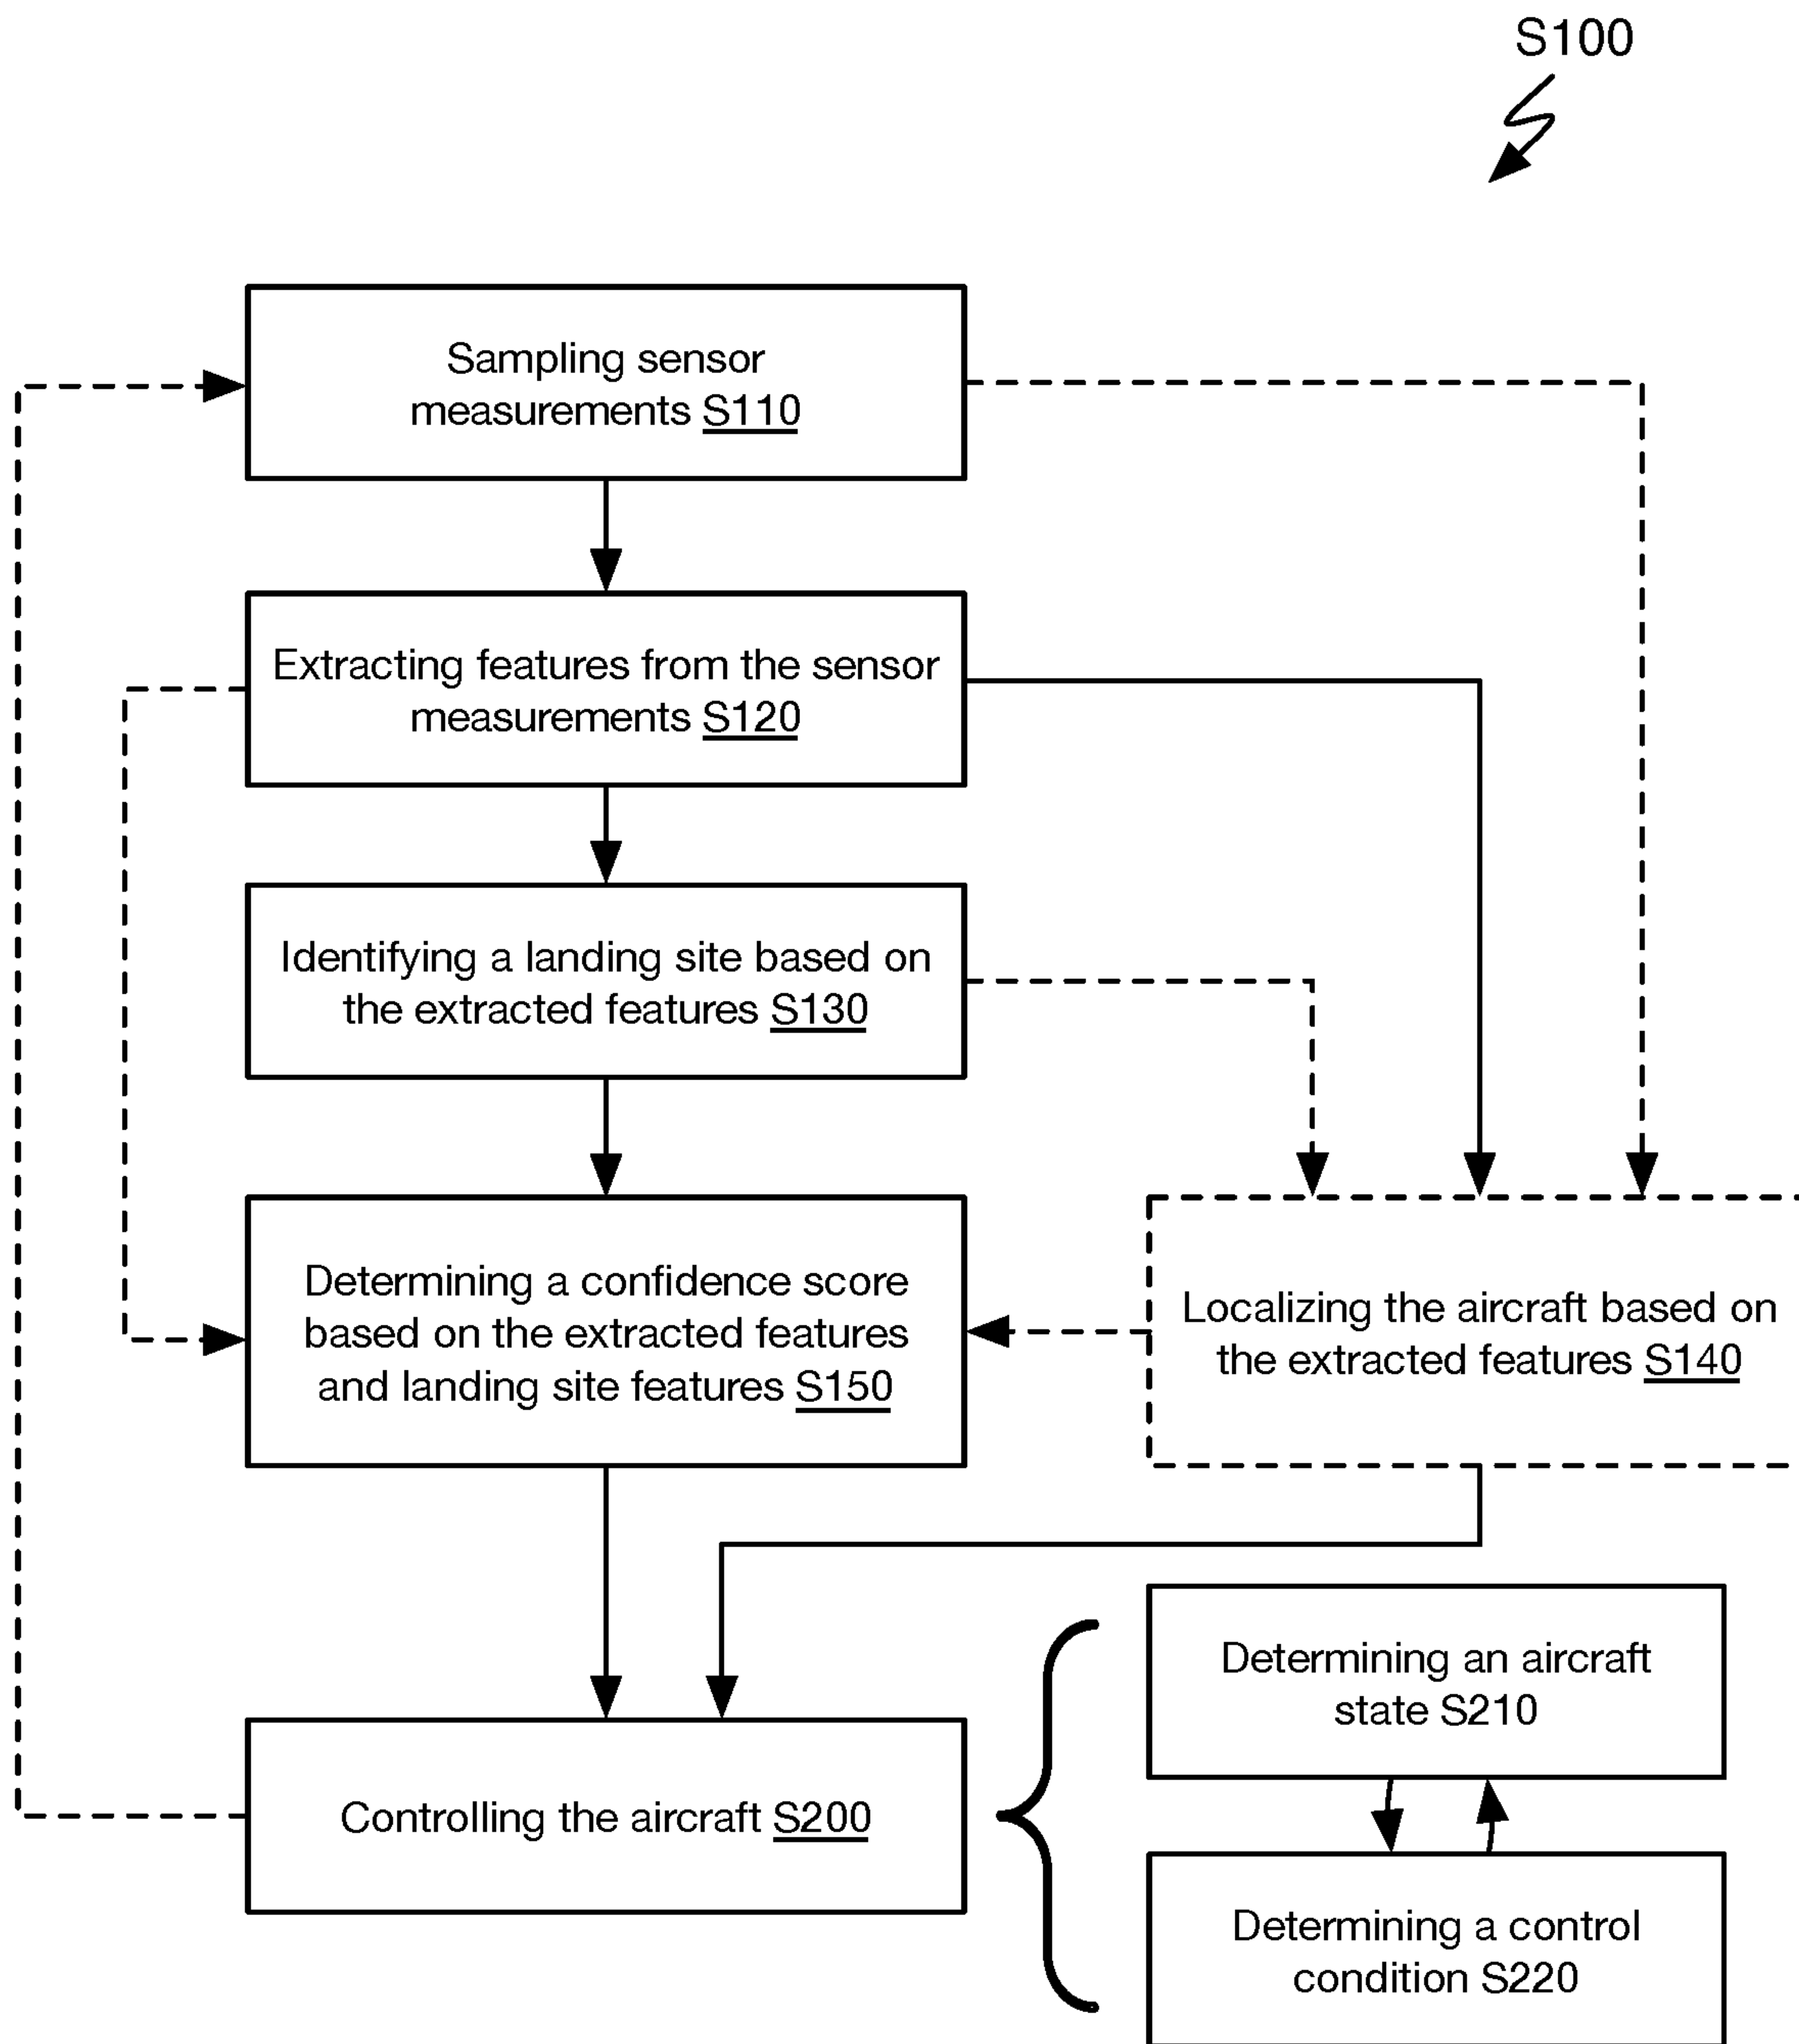 S100
Sampling sensor
measurements S110
Extracting features from the sensor
measurements S120
Identifying a landing site based on
the extracted features S130
Determining a confidence score
based on the extracted features
and landing site features S150
Localizing the aircraft based on
the extracted features S140
Controlling the aircraft S200
Determining an aircraft
state S210
Determining a control
condition S220